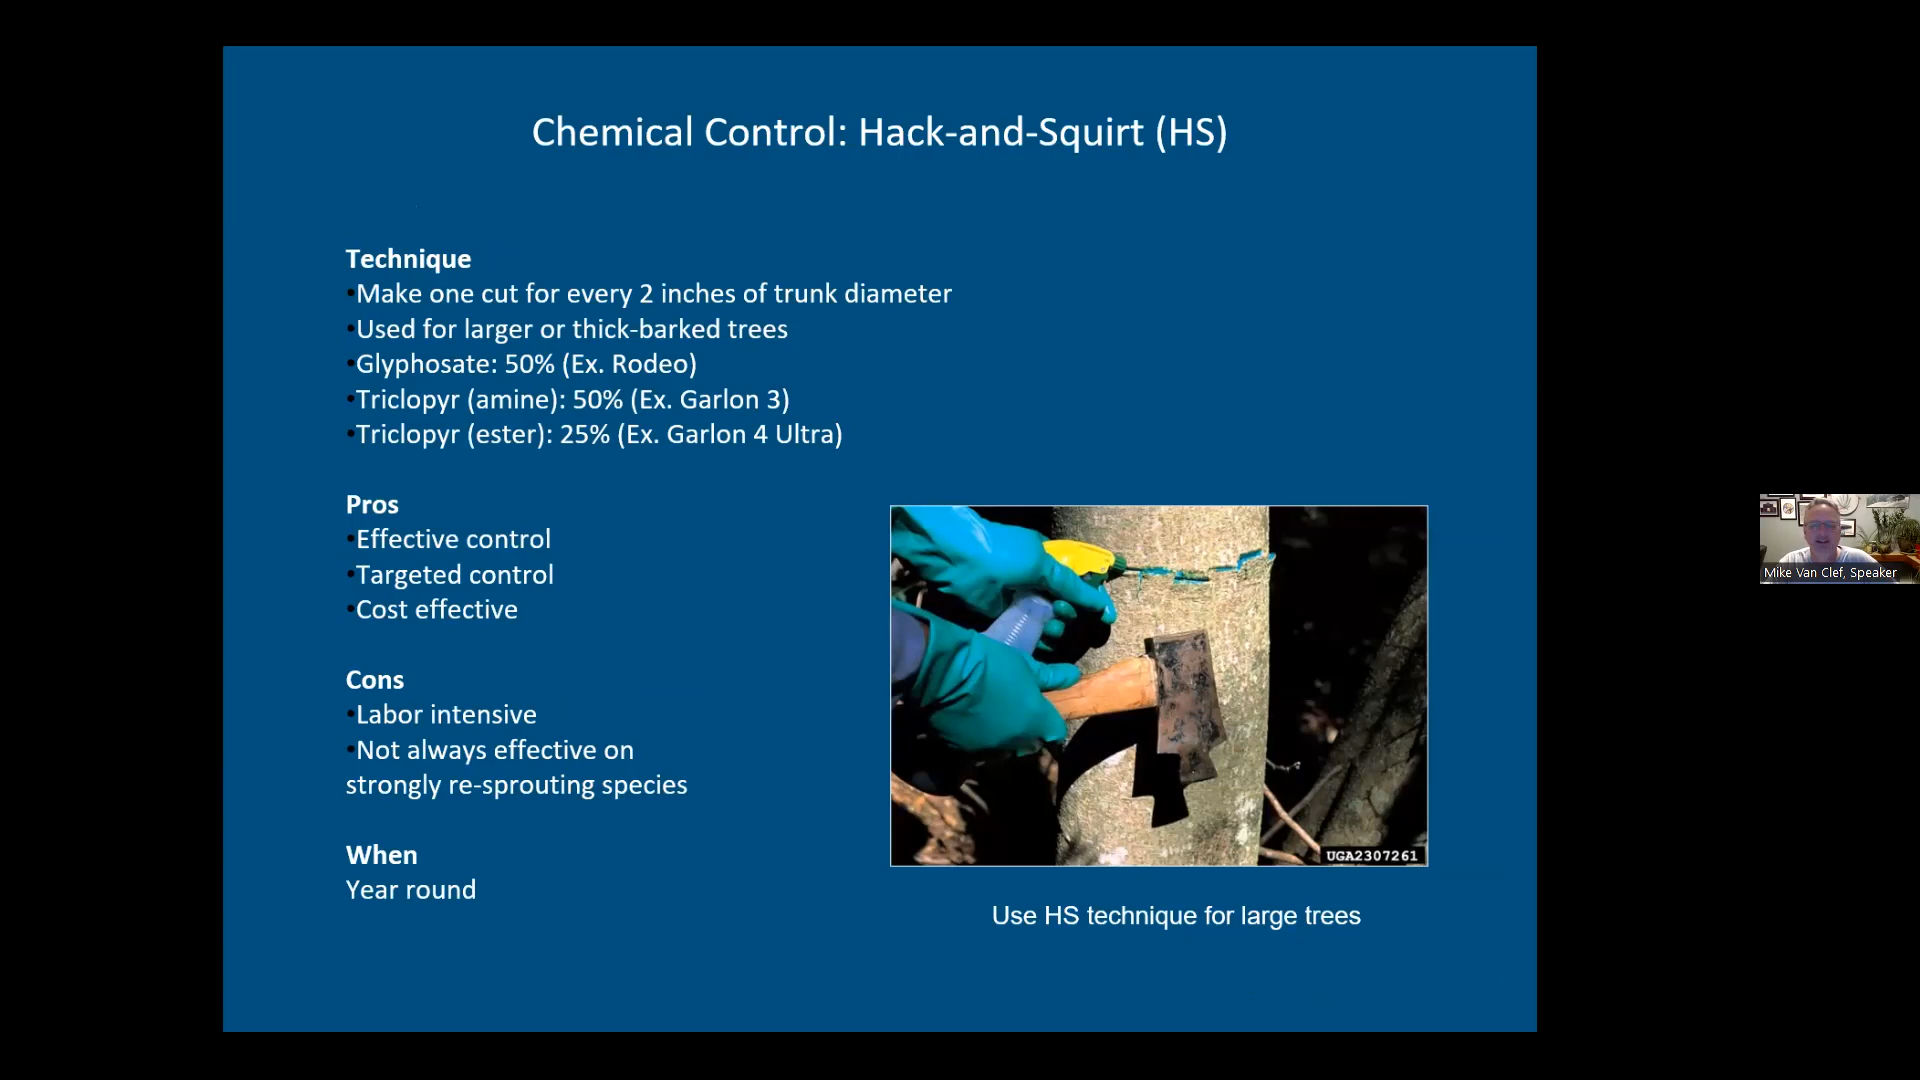 Chemical Control: Hack-and-Squirt (HS)
Technique
•Make one cut for every 2 inches of trunk diameter
•Used for larger or thick-barked trees
•Glyphosate: 50% (Ex. Rodeo)
•Triclopyr (amine): 50% (Ex. Garlon 3)
•Triclopyr (ester): 25% (Ex. Garlon 4 Ultra)
Pros
•Effective control
•Targeted control
•Cost effective
Cons
•Labor intensive
•Not always effective on
strongly re-sprouting species
When
Year round
UGA2307261
Use HS technique for large trees
Mike Van Clef, Speaker